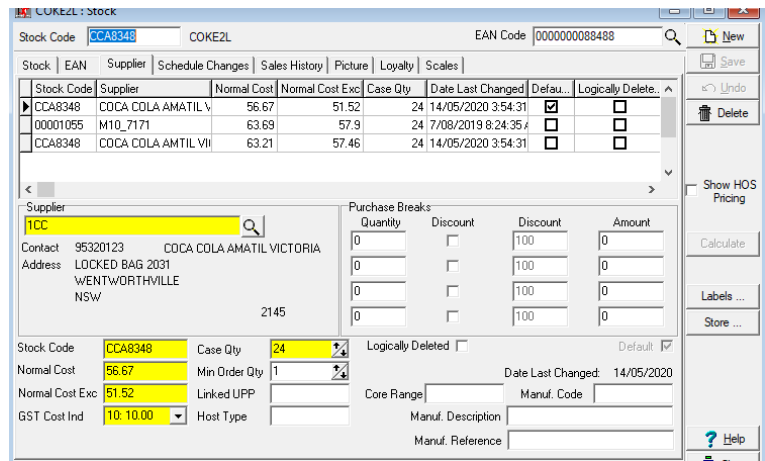 COKE2L : Stock
Stock Code CCA8348 COKE2L EAN Code 0000000088488 New
Stock EAN Supplier Schedule Changes Sales History Picture Loyalty Scales Save
Stock Code Supplier Normal Cost Normal Cost Exc Case Qty Date Last Changed Defau... Logically Delete.. Undo
CCA8348 COCA COLA AMATIL V 56.67 51.52 24 14/05/2020 3:54:31 Delete
00001055 M10_7171 63.69 57.9 24 7/08/2019 8:24:35
CCA8348 COCA COLA AMTIL VII 63.21 57.46 24 14/05/2020 3:54:31
Show HOS
Pricing
Supplier Purchase Breaks
1CC Quantity Discount Discount Amount
Contact 95320123 COCA COLA AMATIL VICTORIA 0 100 0 Calculate
Address LOCKED BAG 2031 0 100 0
WENTWORTHVILLE
NSW 0 100 0 Labels ...
2145 0 100 0 Store ...
Stock Code CCA8348 Case Qty 24 Logically Deleted Default
Normal Cost 56.67 Min Order Qty 1 Date Last Changed: 14/05/2020
Normal Cost Exc 51.52 Linked UPP Core Range Manuf. Code
GST Cost Ind 10: 10.00 Host Type Manuf. Description
Manuf. Reference Help